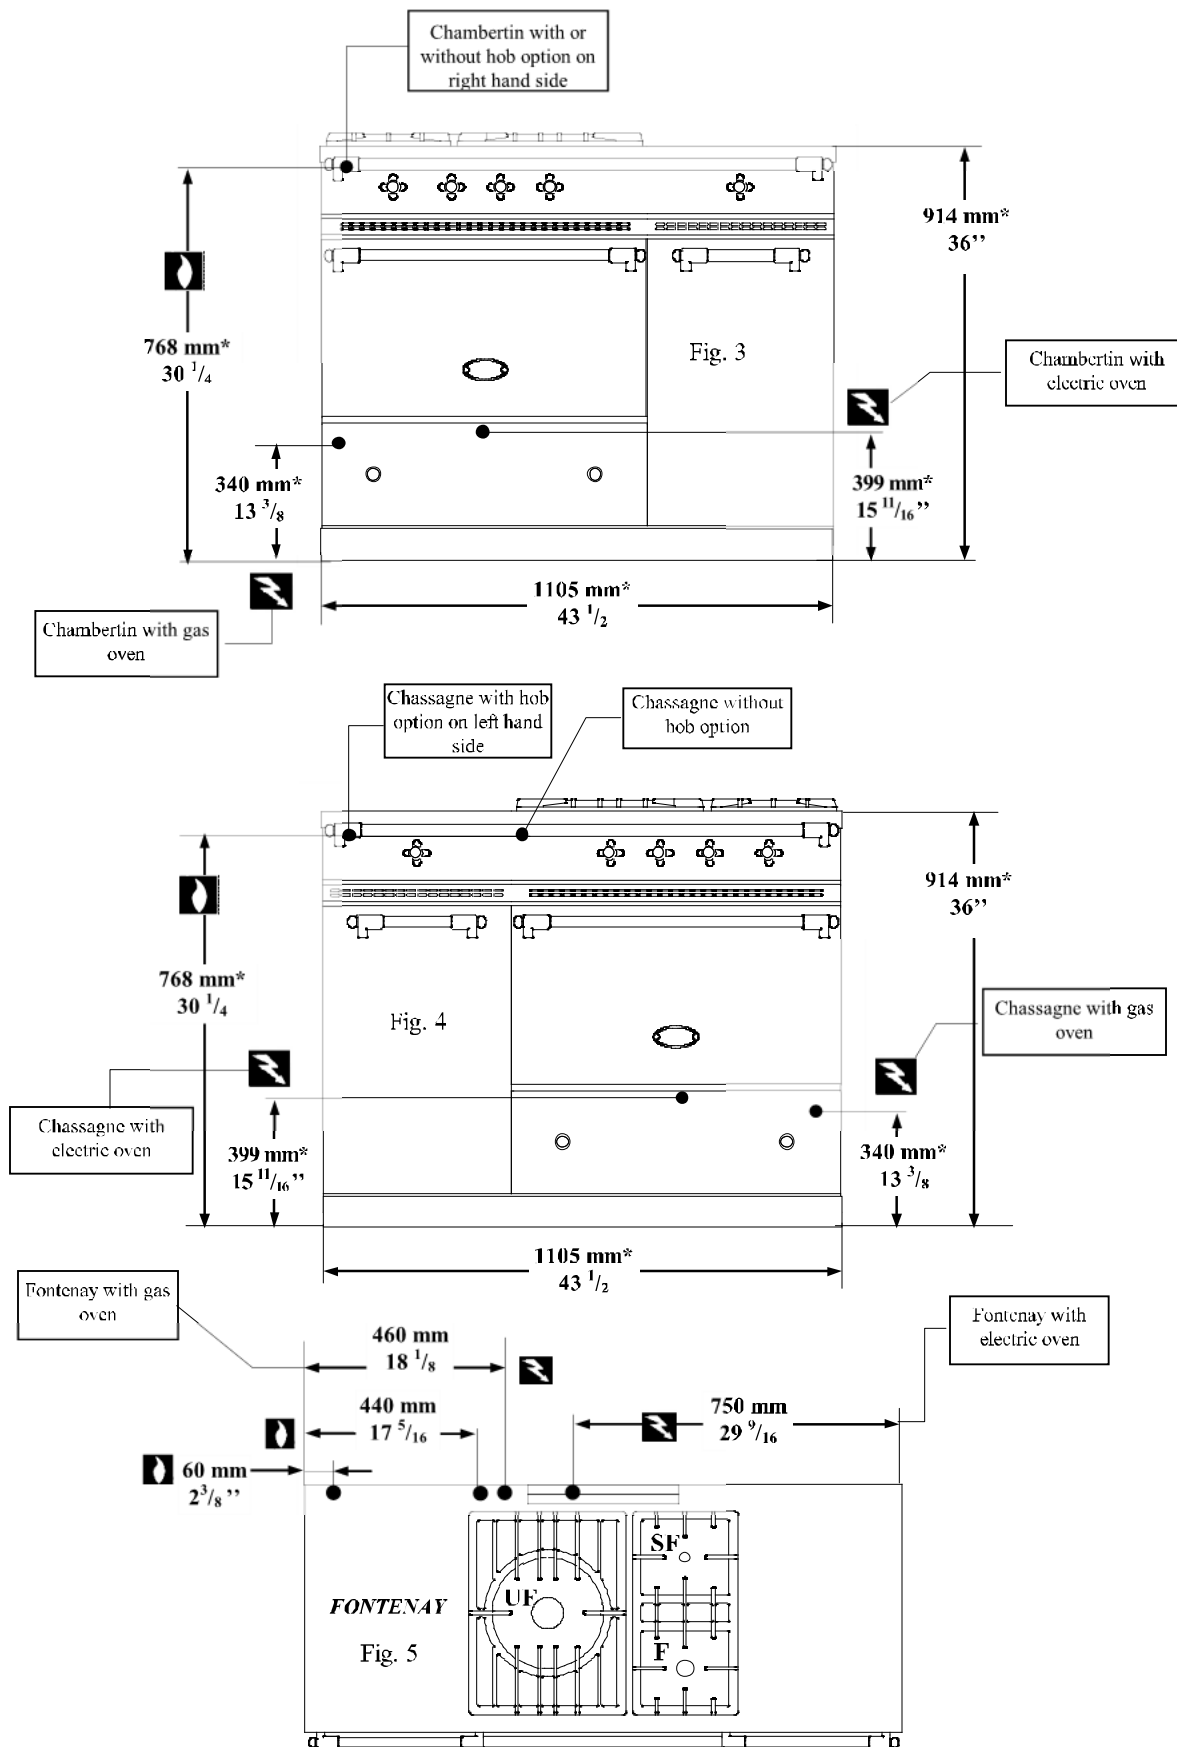 Chambertin with or
without hob option on
right hand side
914 mm*
36’’
768 mm*
30 1/4
Fig. 3
Chambertin with
electric oven
340 mm*
13 3/8
399 mm*
15 11/16’’
1105 mm*
43 1/2
Chambertin with gas
oven
Chassagne with hob
option on left hand
side
Chassagne without
hob option
914 mm*
36’’
768 mm*
30 1/4
Fig. 4
Chassagne with gas
oven
Chassagne with
electric oven
399 mm*
15 11/16’’
340 mm*
13 3/8
1105 mm*
43 1/2
Fontenay with gas
oven
Fontenay with
electric oven
460 mm
18 1/8
440 mm
17 5/16
750 mm
29 9/16
60 mm
2 3/8’’
SF
UF
FONTENAY
F
Fig. 5